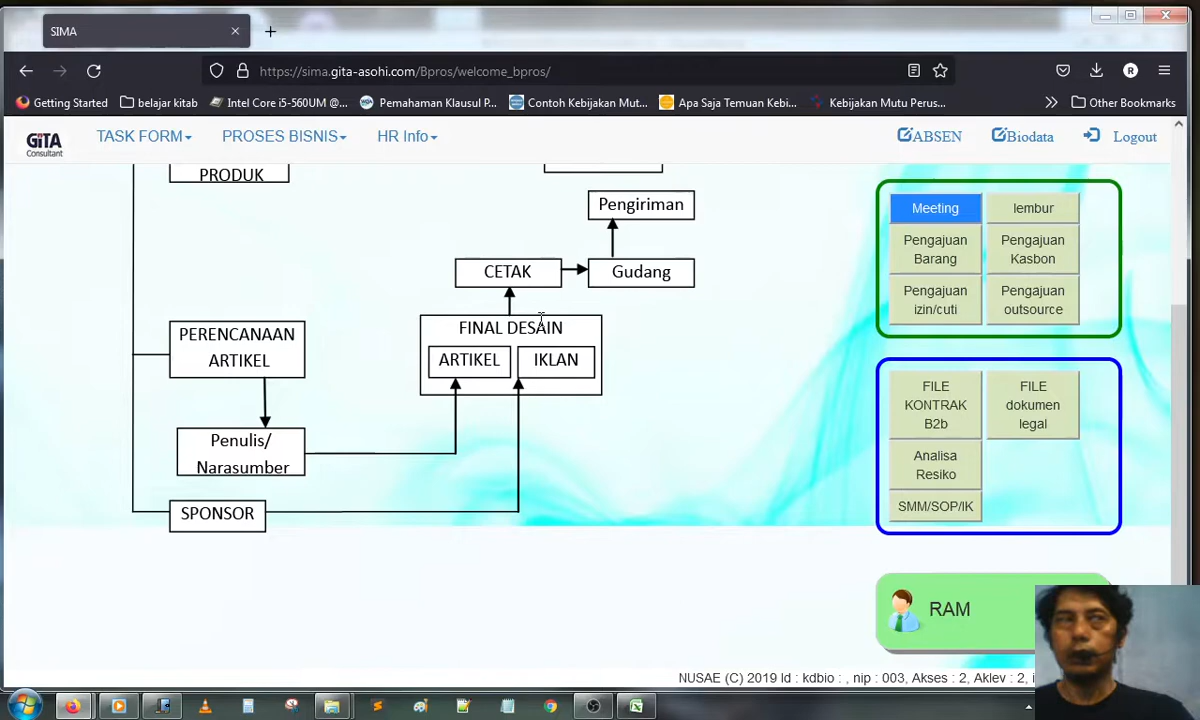 SIMA
https://sima.gita-asohi.com/Bpros/welcome_bpros/
R
Getting Started
belajar kitab
Intel Core i5-560UM @...
Pemahaman Klausul P...
Contoh Kebijakan Mut...
Apa Saja Temuan Kebi...
Kebijakan Mutu Perus...
Other Bookmarks
GiTA
Consultant
TASK FORM
PROSES BISNIS
HR Info
ABSEN
Biodata
Logout
PRODUK
Pengiriman
CETAK
Gudang
FINAL DESAIN
ARTIKEL
IKLAN
PERENCANAAN
ARTIKEL
Penulis/
Narasumber
SPONSOR
Meeting
lembur
Pengajuan
Barang
Pengajuan
Kasbon
Pengajuan
izin/cuti
Pengajuan
outsource
FILE
KONTRAK
B2b
FILE
dokumen
legal
Analisa
Resiko
SMM/SOP/IK
RAM
NUSAE (C) 2019 Id : kdbio : , nip : 003, Akses : 2, Aklev : 2,